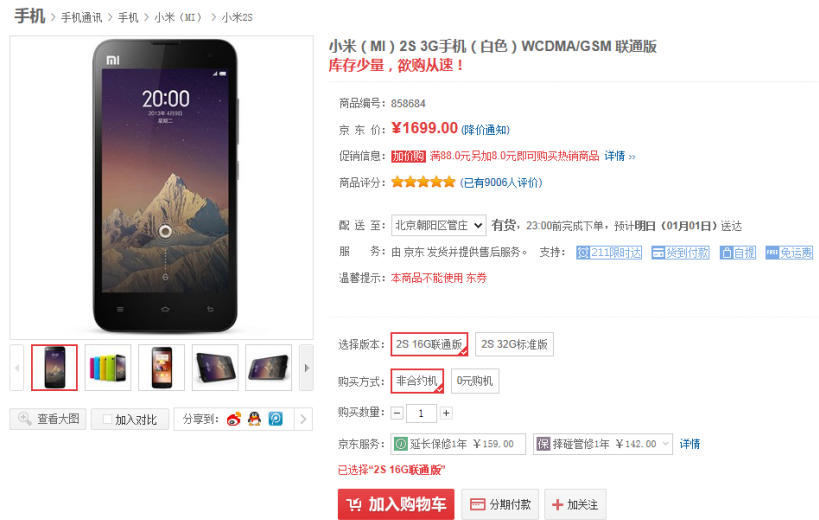 手机 > 手机通讯 > 手机 > 小米（MI） > 小米2S
小米（MI）2S 3G手机（白色）WCDMA/GSM 联通版
库存少量，欲购从速！
商品编号：858684
京 东 价：¥1699.00 (降价通知)
促销信息：加价购 满88.0元另加8.0元即可购买热销商品 详情 >>
商品评分： (已有9006人评价)
配 送 至：北京朝阳区管庄 有货，23:00前完成下单，预计明日（01月01日）送达
服 务：由 京东 发货并提供售后服务。 支持： 211限时达 货到付款 自提 免运费
温馨提示：本商品不能使用 东券
选择版本：2S 16G联通版 2S 32G标准版
购买方式：非合约机 0元购机
购买数量：- 1 +
京东服务：延长保修1年 ￥159.00 保 摔碰管修1年 ￥142.00 详情
已选择“2S 16G联通版”
加入购物车 分期付款 加关注
mi
20:00
2013年4月9日
星期二
查看大图 加入对比 分享到：